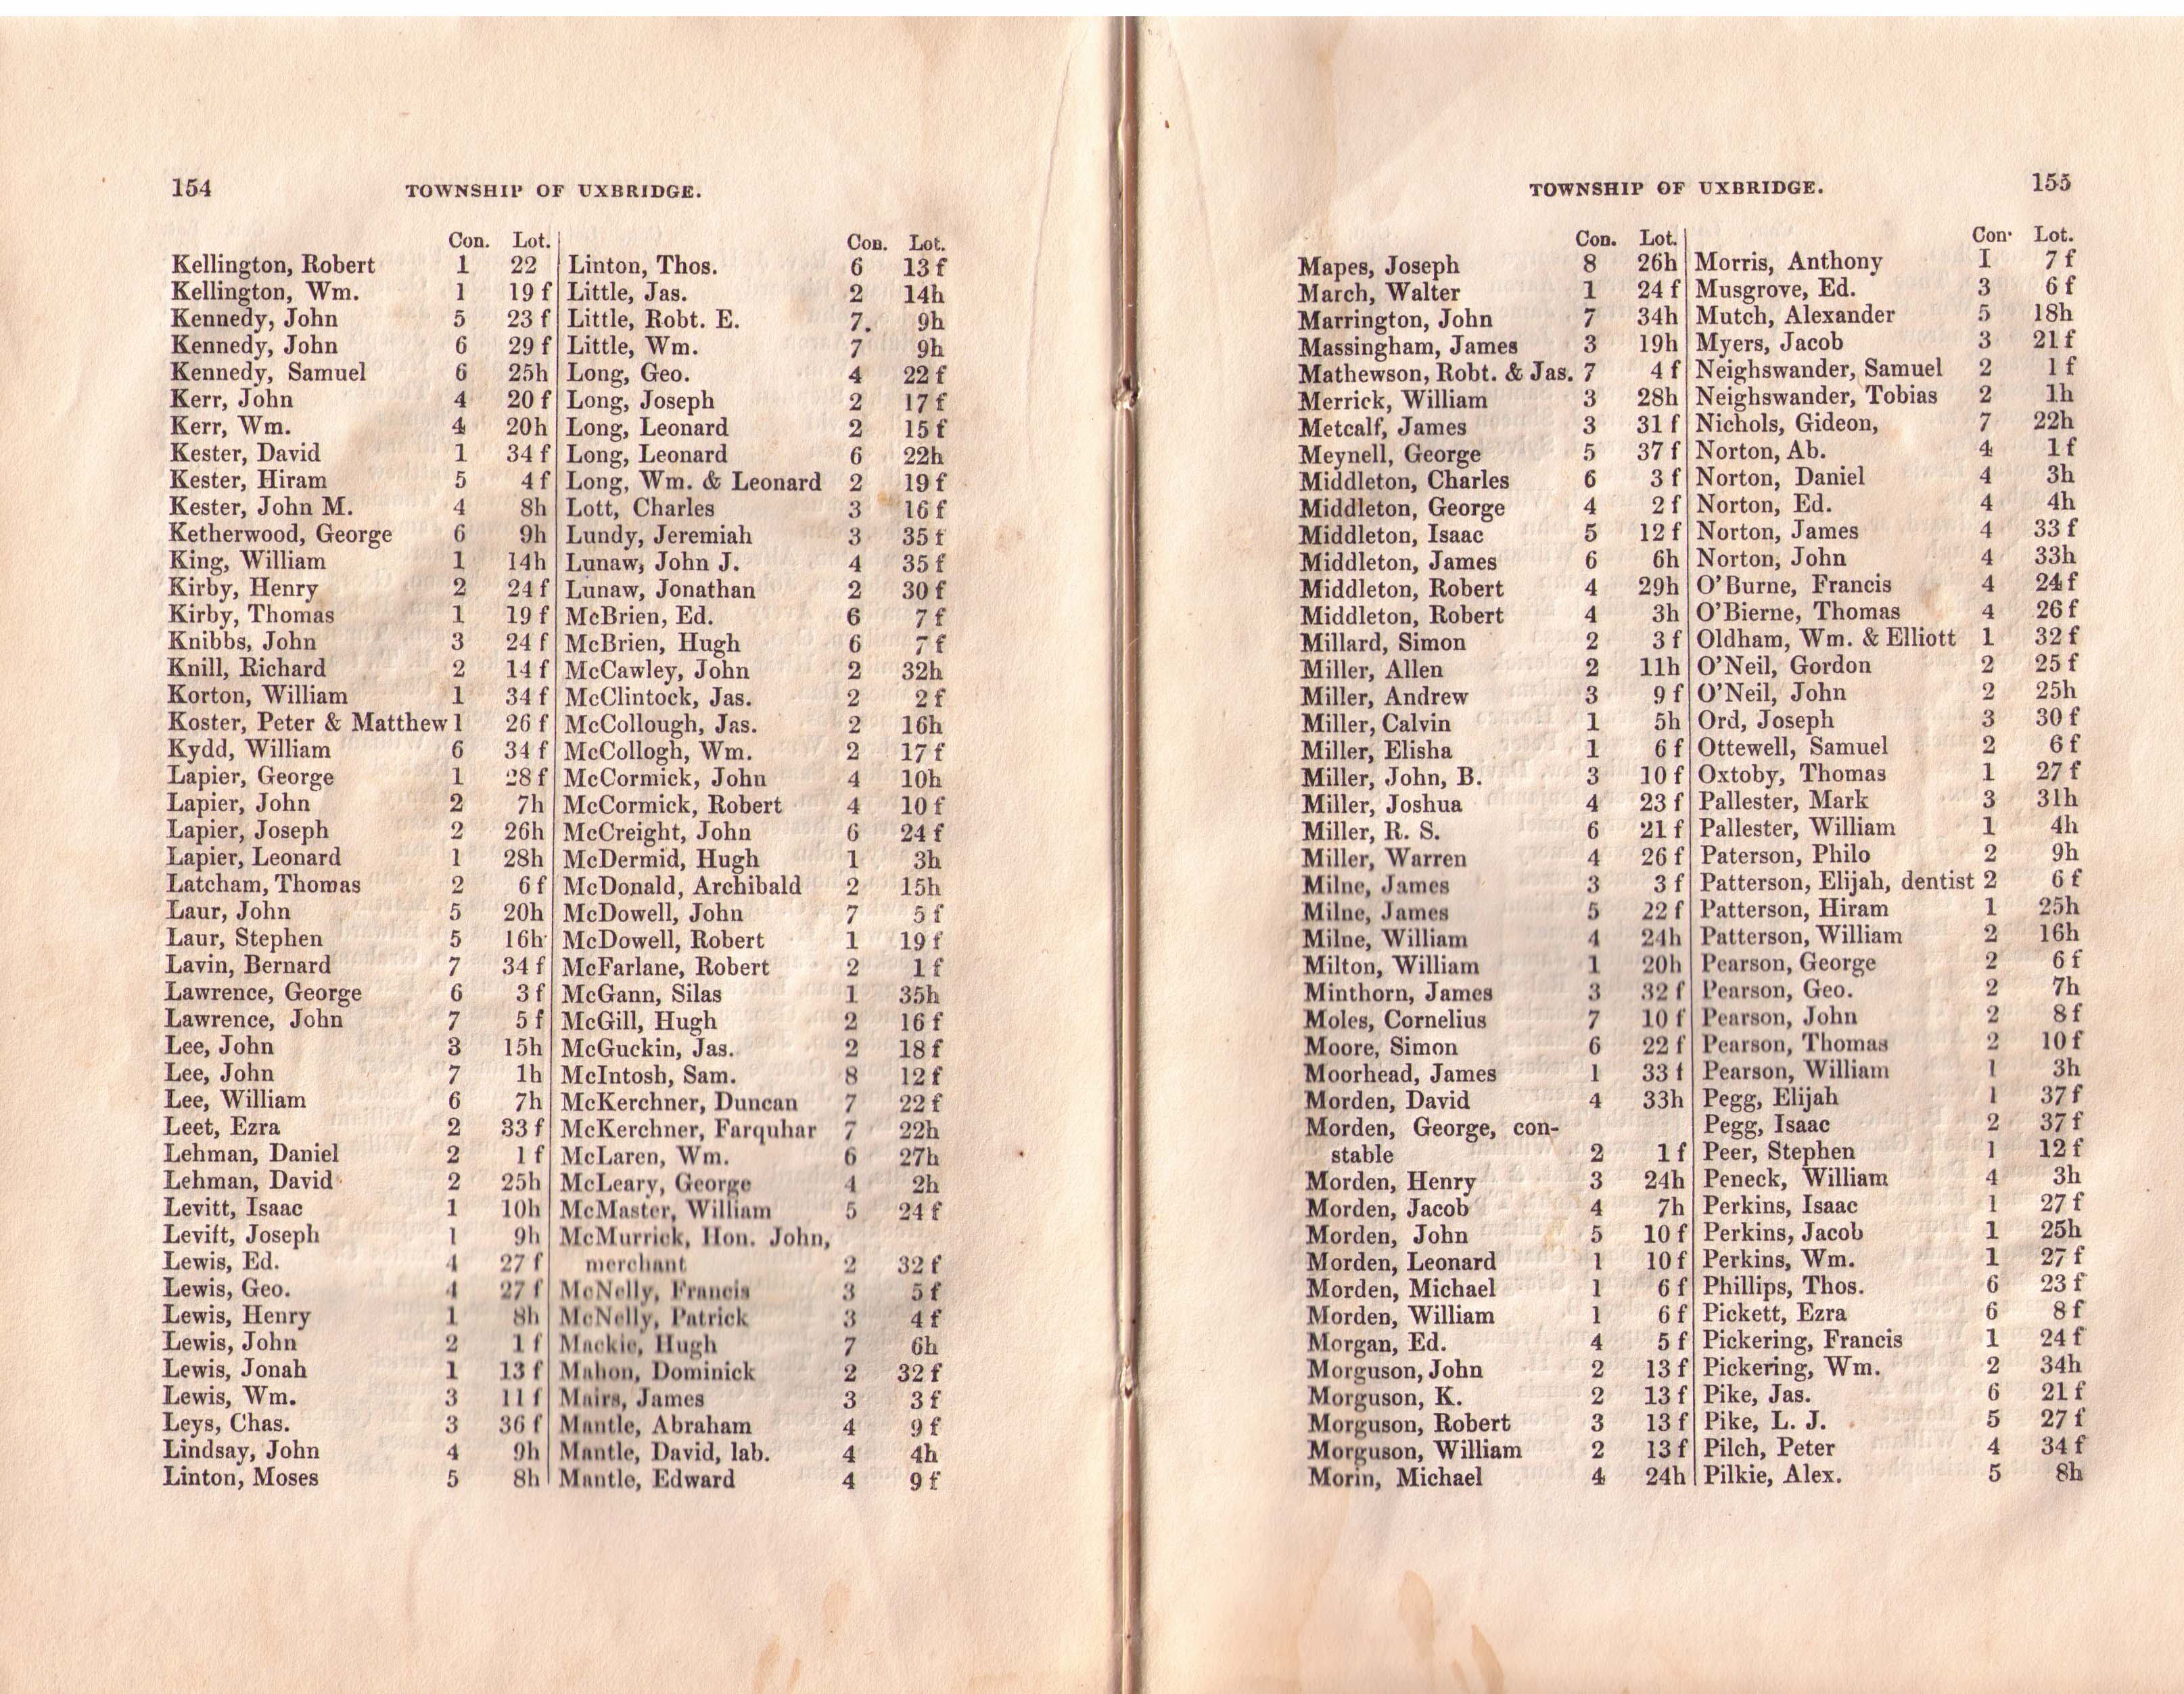 154
TOWNSHIP OF UXBRIDGE.
Con. Lot.
Kellington, Robert 1 22
Kellington, Wm. 1 19 f
Kennedy, John 5 23 f
Kennedy, John 6 29 f
Kennedy, Samuel 6 25h
Kerr, John 4 20 f
Kerr, Wm. 4 20h
Kester, David 1 34 f
Kester, Hiram 5 4 f
Kester, John M. 4 8h
Ketherwood, George 6 9h
King, William 1 14h
Kirby, Henry 2 24 f
Kirby, Thomas 1 19 f
Knibbs, John 3 24 f
Knill, Richard 2 14 f
Korton, William 1 34 f
Koster, Peter & Matthew 1 26 f
Kydd, William 6 34 f
Lapier, George 1 28 f
Lapier, John 2 7h
Lapier, Joseph 2 26h
Lapier, Leonard 1 28h
Latcham, Thomas 2 6 f
Laur, John 5 20h
Laur, Stephen 5 16h
Lavin, Bernard 7 34 f
Lawrence, George 6 3 f
Lawrence, John 7 5 f
Lee, John 3 15h
Lee, John 7 1h
Lee, William 6 7h
Leet, Ezra 2 33 f
Lehman, Daniel 2 1 f
Lehman, David 2 25h
Levitt, Isaac 1 10h
Levitt, Joseph 1 9h
Lewis, Ed. 4 27 f
Lewis, Geo. 4 27 f
Lewis, Henry 1 8h
Lewis, John 2 1 f
Lewis, Jonah 1 13 f
Lewis, Wm. 3 11 f
Leys, Chas. 3 36 f
Lindsay, John 4 9h
Linton, Moses 5 8h
Con. Lot.
Linton, Thos. 6 13 f
Little, Jas. 2 14h
Little, Robt. E. 7. 9h
Little, Wm. 7 9h
Long, Geo. 4 22 f
Long, Joseph 2 17 f
Long, Leonard 2 15 f
Long, Leonard 6 22h
Long, Wm. & Leonard 2 19 f
Lott, Charles 3 16 f
Lundy, Jeremiah 3 35 f
Lunaw, John J. 4 35 f
Lunaw, Jonathan 2 30 f
McBrien, Ed. 6 7 f
McBrien, Hugh 6 7 f
McCawley, John 2 32h
McClintock, Jas. 2 2 f
McCollough, Jas. 2 16h
McCollogh, Wm. 2 17 f
McCormick, John 4 10h
McCormick, Robert 4 10 f
McCreight, John 6 24 f
McDermid, Hugh 1 3h
McDonald, Archibald 2 15h
McDowell, John 7 5 f
McDowell, Robert 1 19 f
McFarlane, Robert 2 1 f
McGann, Silas 1 35h
McGill, Hugh 2 16 f
McGuckin, Jas. 2 18 f
McIntosh, Sam. 8 12 f
McKerchner, Duncan 7 22 f
McKerchner, Farquhar 7 22h
McLaren, Wm. 6 27h
McLeary, George 4 2h
McMaster, William 5 24 f
McMurrick, Hon. John,
merchant 2 32 f
McNelly, Francis 3 5 f
McNelly, Patrick 3 4 f
Mackie, Hugh 7 6h
Mahon, Dominick 2 32 f
Mairs, James 3 3 f
Mantle, Abraham 4 9 f
Mantle, David, lab. 4 4h
Mantle, Edward 4 9 f
TOWNSHIP OF UXBRIDGE.
155
Con. Lot.
Mapes, Joseph 8 26h
March, Walter 1 24 f
Marrington, John 7 34h
Massingham, James 3 19h
Mathewson, Robt. & Jas. 7 4 f
Merrick, William 3 28h
Metcalf, James 3 31 f
Meynell, George 5 37 f
Middleton, Charles 6 3 f
Middleton, George 4 2 f
Middleton, Isaac 5 12 f
Middleton, James 6 6h
Middleton, Robert 4 29h
Middleton, Robert 4 3h
Millard, Simon 2 3 f
Miller, Allen 2 11h
Miller, Andrew 3 9 f
Miller, Calvin 1 5h
Miller, Elisha 1 6 f
Miller, John, B. 3 10 f
Miller, Joshua 4 23 f
Miller, R. S. 6 21 f
Miller, Warren 4 26 f
Milne, James 3 3 f
Milne, James 5 22 f
Milne, William 4 24h
Milton, William 1 20h
Minthorn, James 3 32 f
Moles, Cornelius 7 10 f
Moore, Simon 6 22 f
Moorhead, James 1 33 f
Morden, David 4 33h
Morden, George, con-
stable 2 1 f
Morden, Henry 3 24h
Morden, Jacob 4 7h
Morden, John 5 10 f
Morden, Leonard 1 10 f
Morden, Michael 1 6 f
Morden, William 1 6 f
Morgan, Ed. 4 5 f
Morguson, John 2 13 f
Morguson, K. 2 13 f
Morguson, Robert 3 13 f
Morguson, William 2 13 f
Morin, Michael 4 24h
Con· Lot.
Morris, Anthony I 7 f
Musgrove, Ed. 3 6 f
Mutch, Alexander 5 18h
Myers, Jacob 3 21 f
Neighswander, Samuel 2 1 f
Neighswander, Tobias 2 1h
Nichols, Gideon, 7 22h
Norton, Ab. 4 1 f
Norton, Daniel 4 3h
Norton, Ed. 4 4h
Norton, James 4 33 f
Norton, John 4 33h
O'Burne, Francis 4 24 f
O'Bierne, Thomas 4 26 f
Oldham, Wm. & Elliott 1 32 f
O'Neil, Gordon 2 25 f
O'Neil, John 2 25h
Ord, Joseph 3 30 f
Ottewell, Samuel 2 6 f
Oxtoby, Thomas 1 27 f
Pallester, Mark 3 31h
Pallester, William 1 4h
Paterson, Philo 2 9h
Patterson, Elijah, dentist 2 6 f
Patterson, Hiram 1 25h
Patterson, William 2 16h
Pearson, George 2 6 f
Pearson, Geo. 2 7h
Pearson, John 2 8 f
Pearson, Thomas 2 10 f
Pearson, William 1 3h
Pegg, Elijah 1 37 f
Pegg, Isaac 2 37 f
Peer, Stephen 1 12 f
Peneck, William 4 3h
Perkins, Isaac 1 27 f
Perkins, Jacob 1 25h
Perkins, Wm. 1 27 f
Phillips, Thos. 6 23 f
Pickett, Ezra 6 8 f
Pickering, Francis 1 24 f
Pickering, Wm. 2 34h
Pike, Jas. 6 21 f
Pike, L. J. 5 27 f
Pilch, Peter 4 34 f
Pilkie, Alex. 5 8h